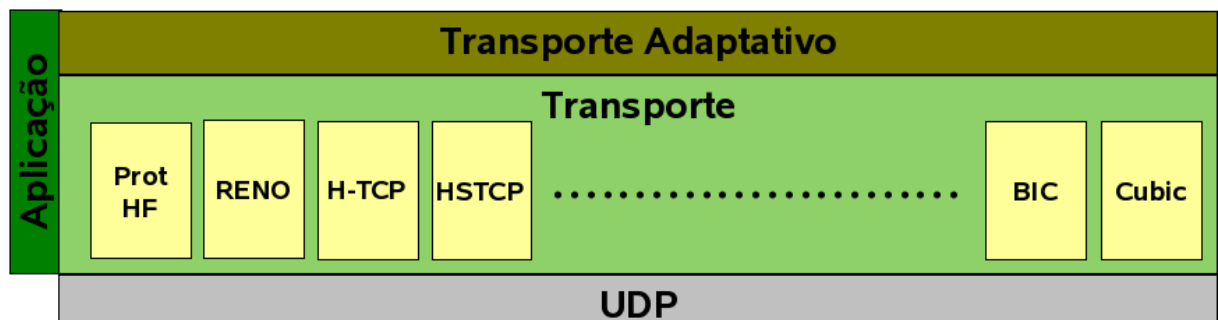 Aplicação
Transporte Adaptativo
Transporte
Prot
HF
RENO
H-TCP
HSTCP
BIC
Cubic
UDP